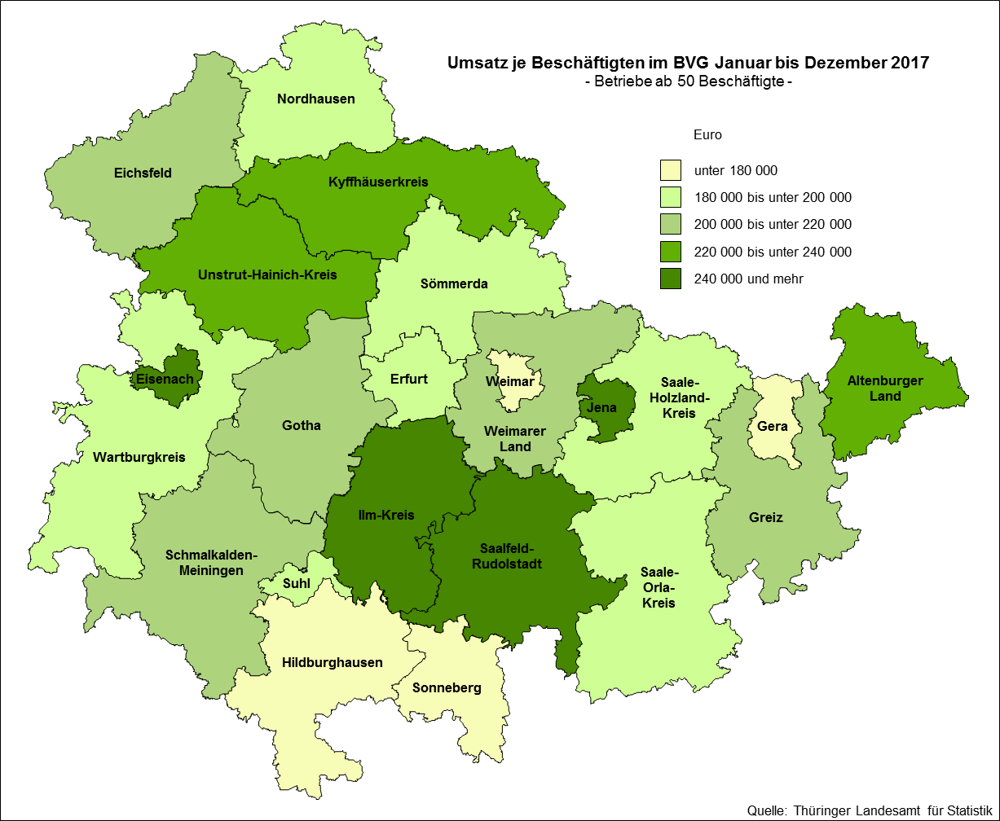 Umsatz je Beschäftigten im BVG Januar bis Dezember 2017
- Betriebe ab 50 Beschäftigte -
Euro
unter 180 000
180 000 bis unter 200 000
200 000 bis unter 220 000
220 000 bis unter 240 000
240 000 und mehr
Nordhausen
Eichsfeld
Kyffhäuserkreis
Unstrut-Hainich-Kreis
Sömmerda
Eisenach
Erfurt
Weimar
Saale-
Holzland-
Kreis
Altenburger
Land
Jena
Gotha
Gera
Weimarer
Land
Wartburgkreis
Ilm-Kreis
Greiz
Schmalkalden-
Meiningen
Saalfeld-
Rudolstadt
Suhl
Saale-
Orla-
Kreis
Hildburghausen
Sonneberg
Quelle: Thüringer Landesamt für Statistik